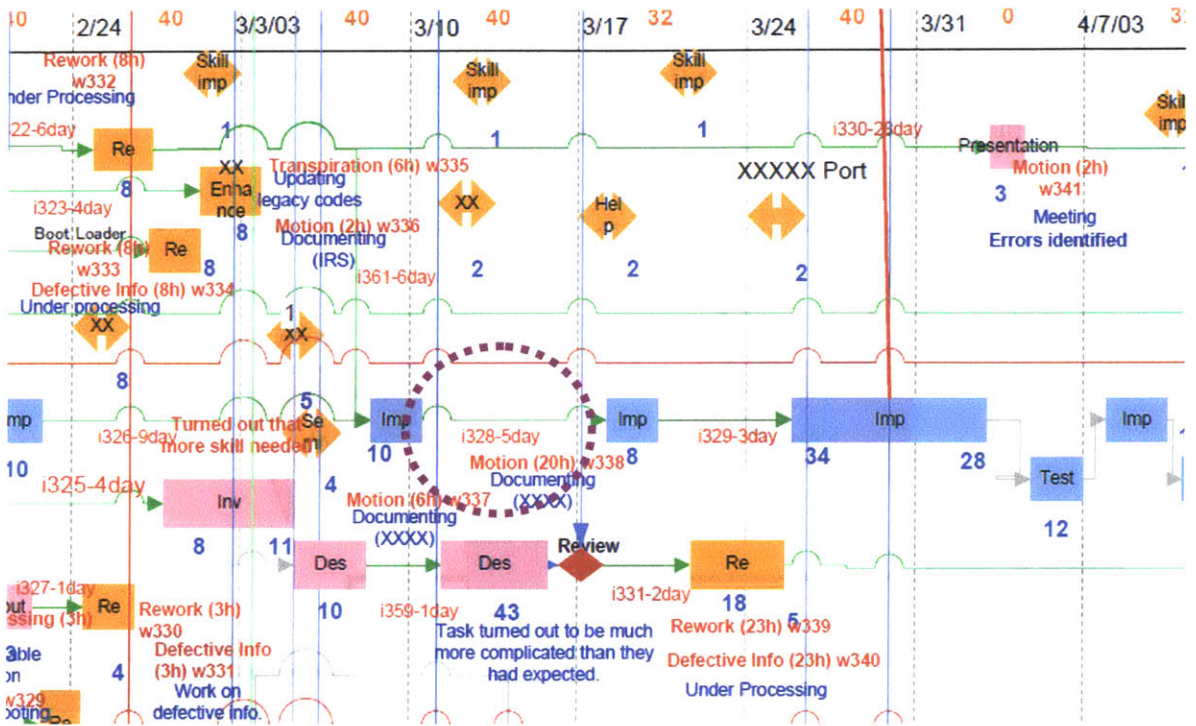 40
40
40
40
32
40
0
2/24
3/3/03
3/10
3/17
3/24
3/31
4/7/03
Rework (8h)
w332
Under Processing
Skill
imp
Skill
imp
Skill
imp
Skill
imp
1
1
1
i322-6day
Re
8
XX
Enha
nce
8
Transpiration (6h) w335
Updating
legacy codes
i330-23day
Presentation
3
Motion (2h)
w341
Meeting
Errors identified
XXXXX Port
i323-4day
Boot Loader
Rework (8h)
w333
Re
8
Motion (2h) w336
Documenting
(IRS)
i361-6day
XX
2
Hel
p
2
2
Defective Info (8h) w334
Under processing
XX
8
1
XX
5
Imp
10
i326-9day
Turned out that
more skill needed
Se
mi
4
Imp
10
i328-5day
Imp
8
i329-3day
Imp
34
28
Imp
Test
12
Motion (20h) w338
Documenting
(XXXX)
i325-4day
Inv
8
11
Motion (6h) w337
Documenting
(XXXX)
Des
10
i359-1day
Des
43
Review
i331-2day
Re
18
5
Task turned out to be much
more complicated than they
had expected.
Rework (23h) w339
Defective Info (23h) w340
Under Processing
i327-1day
Re
4
Rework (3h)
w330
Defective Info
(3h) w331
Work on
defective info.
w329
Re